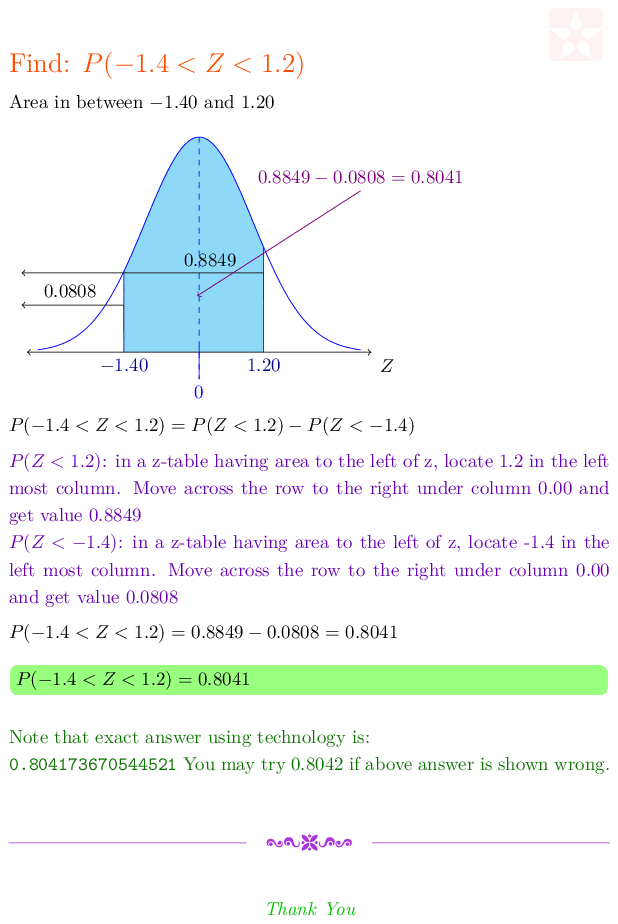 Find: P(−1.4 < Z < 1.2)
Area in between −1.40 and 1.20
0.8849 − 0.0808 = 0.8041
0.8849
0.0808
−1.40
1.20
Z
0
P(−1.4 < Z < 1.2) = P(Z < 1.2) − P(Z < −1.4)
P(Z < 1.2): in a z-table having area to the left of z, locate 1.2 in the left
most column. Move across the row to the right under column 0.00 and
get value 0.8849
P(Z < −1.4): in a z-table having area to the left of z, locate -1.4 in the
left most column. Move across the row to the right under column 0.00
and get value 0.0808
P(−1.4 < Z < 1.2) = 0.8849 − 0.0808 = 0.8041
P(−1.4 < Z < 1.2) = 0.8041
Note that exact answer using technology is:
0.804173670544521 You may try 0.8042 if above answer is shown wrong.
Thank You